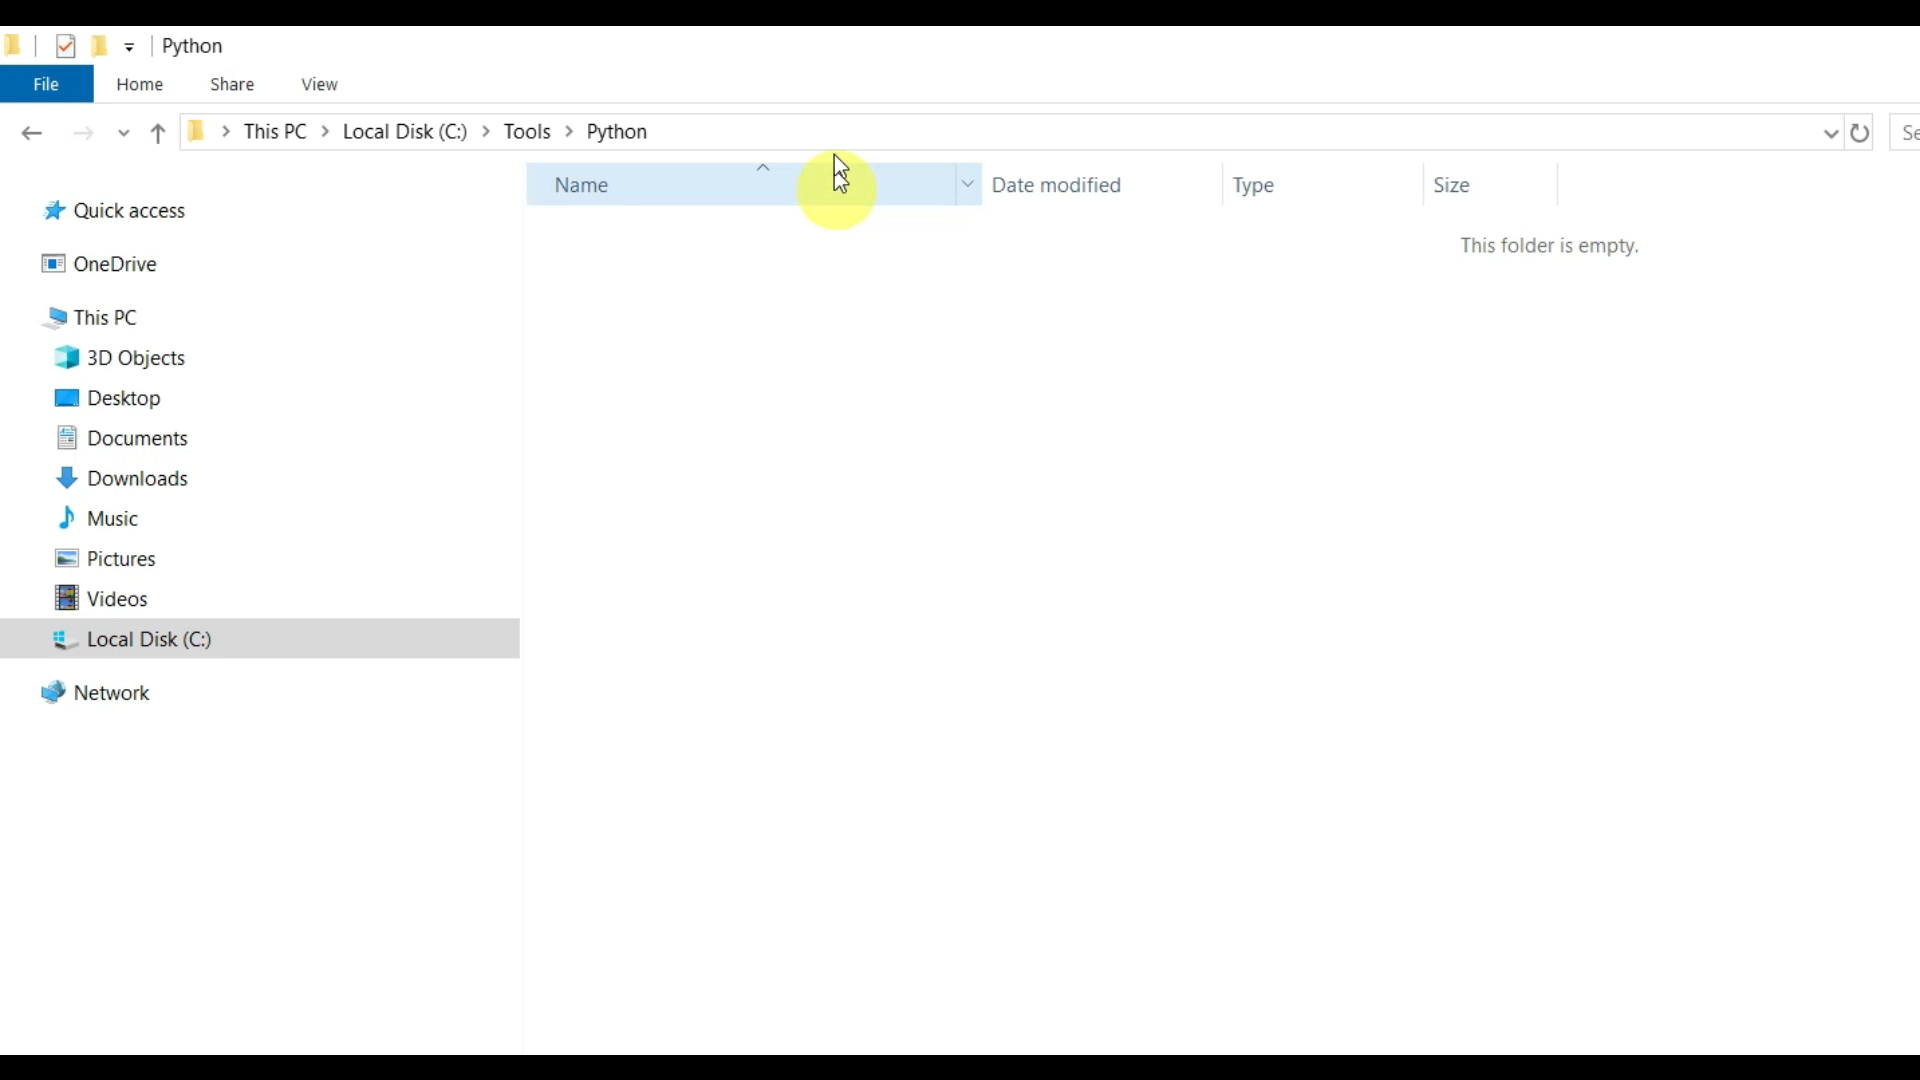 Python
File Home Share View
This PC > Local Disk (C:) > Tools > Python
Name Date modified Type Size
This folder is empty.
Quick access
OneDrive
This PC
3D Objects
Desktop
Documents
Downloads
Music
Pictures
Videos
Local Disk (C:)
Network